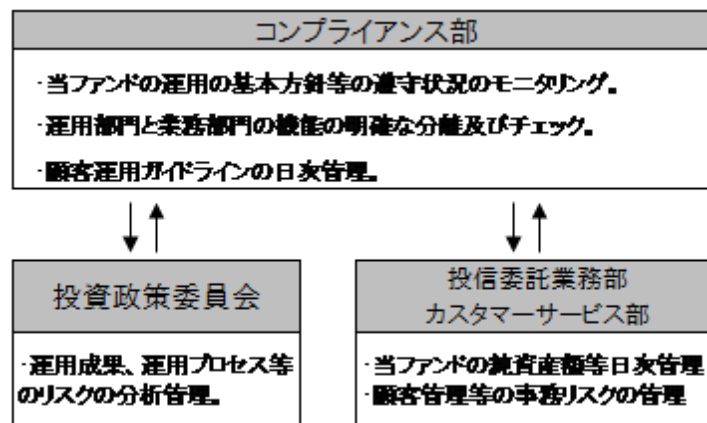 コンプライアンス部
・当ファンドの運用の基本方針等の遵守状況のモニタリング。
・運用部門と業務部門の機能の明確な分離及びチェック。
・顧客運用ガイドラインの日次管理。
投資政策委員会
・運用成果、運用プロセス等
のリスクの分析管理。
投信委託業務部
カスタマーサービス部
・当ファンドの純資産額等日次管理
・顧客管理等の事務リスクの管理